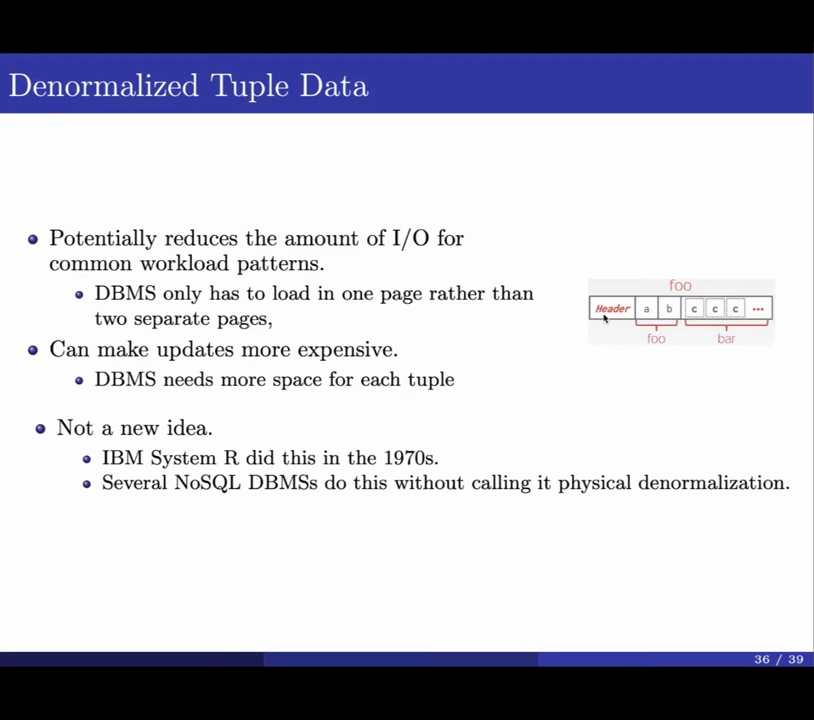 Denormalized Tuple Data
Potentially reduces the amount of I/O for
common workload patterns.
DBMS only has to load in one page rather than
two separate pages,
Can make updates more expensive.
DBMS needs more space for each tuple
Not a new idea.
IBM System R did this in the 1970s.
Several NoSQL DBMSs do this without calling it physical denormalization.
foo
Header a b c c c ...
foo bar
36 / 39